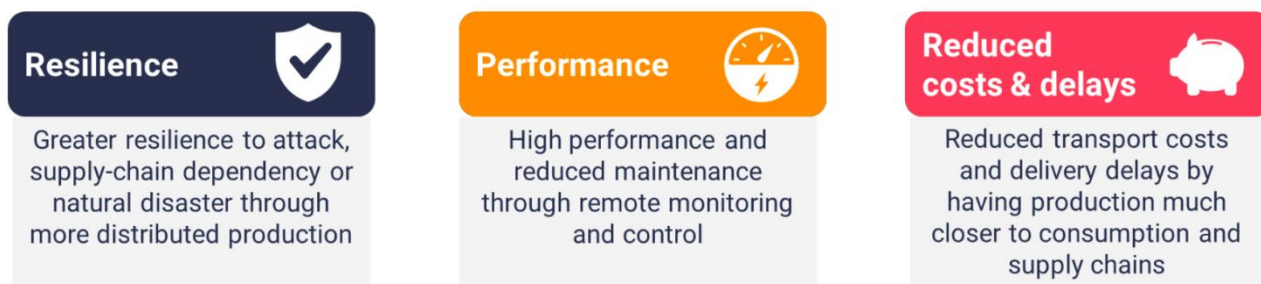 Resilience
Greater resilience to attack,
supply-chain dependency or
natural disaster through
more distributed production
Performance
High performance and
reduced maintenance
through remote monitoring
and control
Reduced
costs & delays
Reduced transport costs
and delivery delays by
having production much
closer to consumption and
supply chains